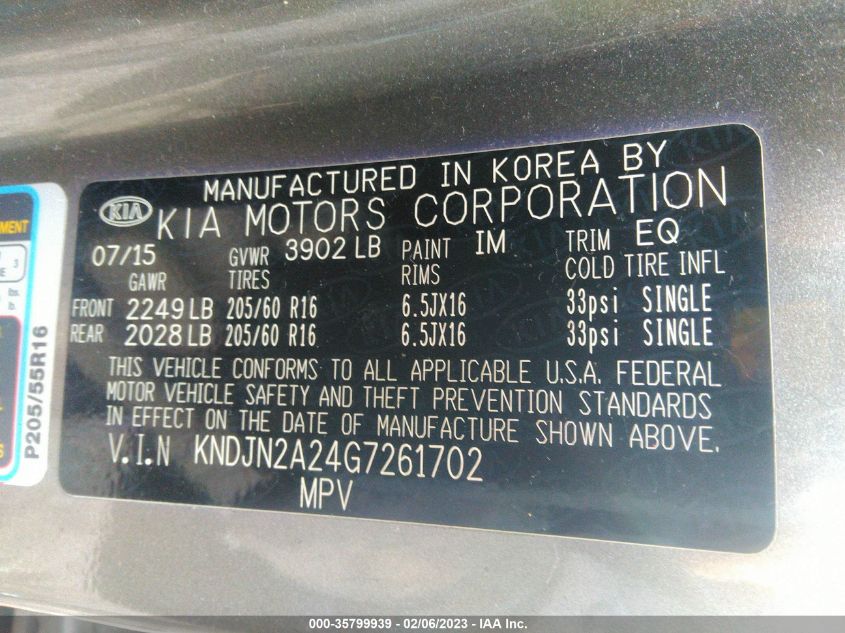 MANUFACTURED IN KOREA BY
KIA
KIA MOTORS CORPORATION
07/15 GVWR 3902 LB PAINT IM TRIM EQ
GAWR TIRES RIMS COLD TIRE INFL
FRONT 2249 LB 205/60 R16 6.5JX16 33psi SINGLE
REAR 2028 LB 205/60 R16 6.5JX16 33psi SINGLE
THIS VEHICLE CONFORMS TO ALL APPLICABLE U.S.A. FEDERAL
MOTOR VEHICLE SAFETY AND THEFT PREVENTION STANDARDS
IN EFFECT ON THE DATE OF MANUFACTURE SHOWN ABOVE.
V.I.N KNDJN2A24G7261702
MPV
P205/55R16
000-35799939 - 02/06/2023 - IAA Inc.